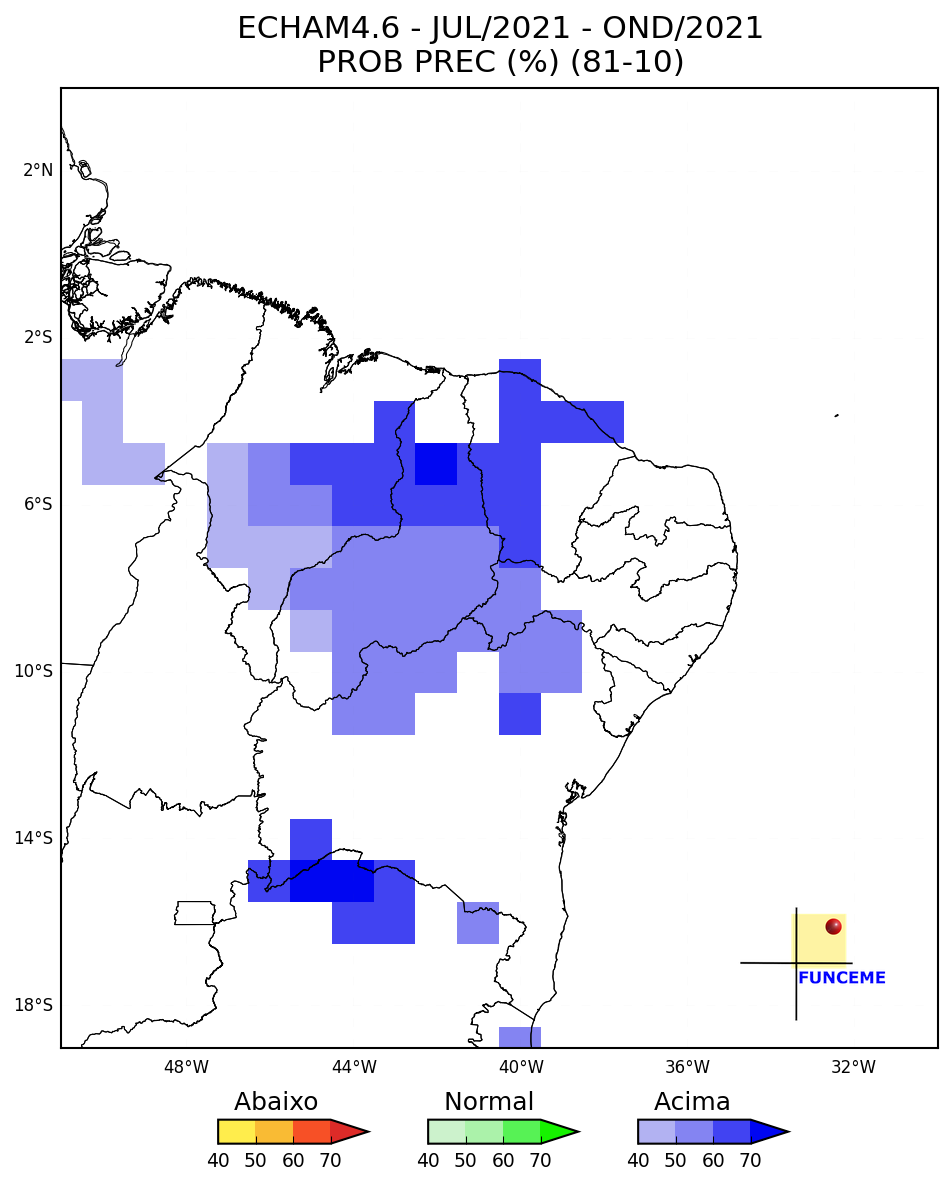 ECHAM4.6 - JUL/2021 - OND/2021
PROB PREC (%) (81-10)
2°N
2°S
6°S
10°S
14°S
18°S
FUNCEME
48°W 44°W 40°W 36°W 32°W
Abaixo Normal Acima
40 50 60 70 40 50 60 70 40 50 60 70